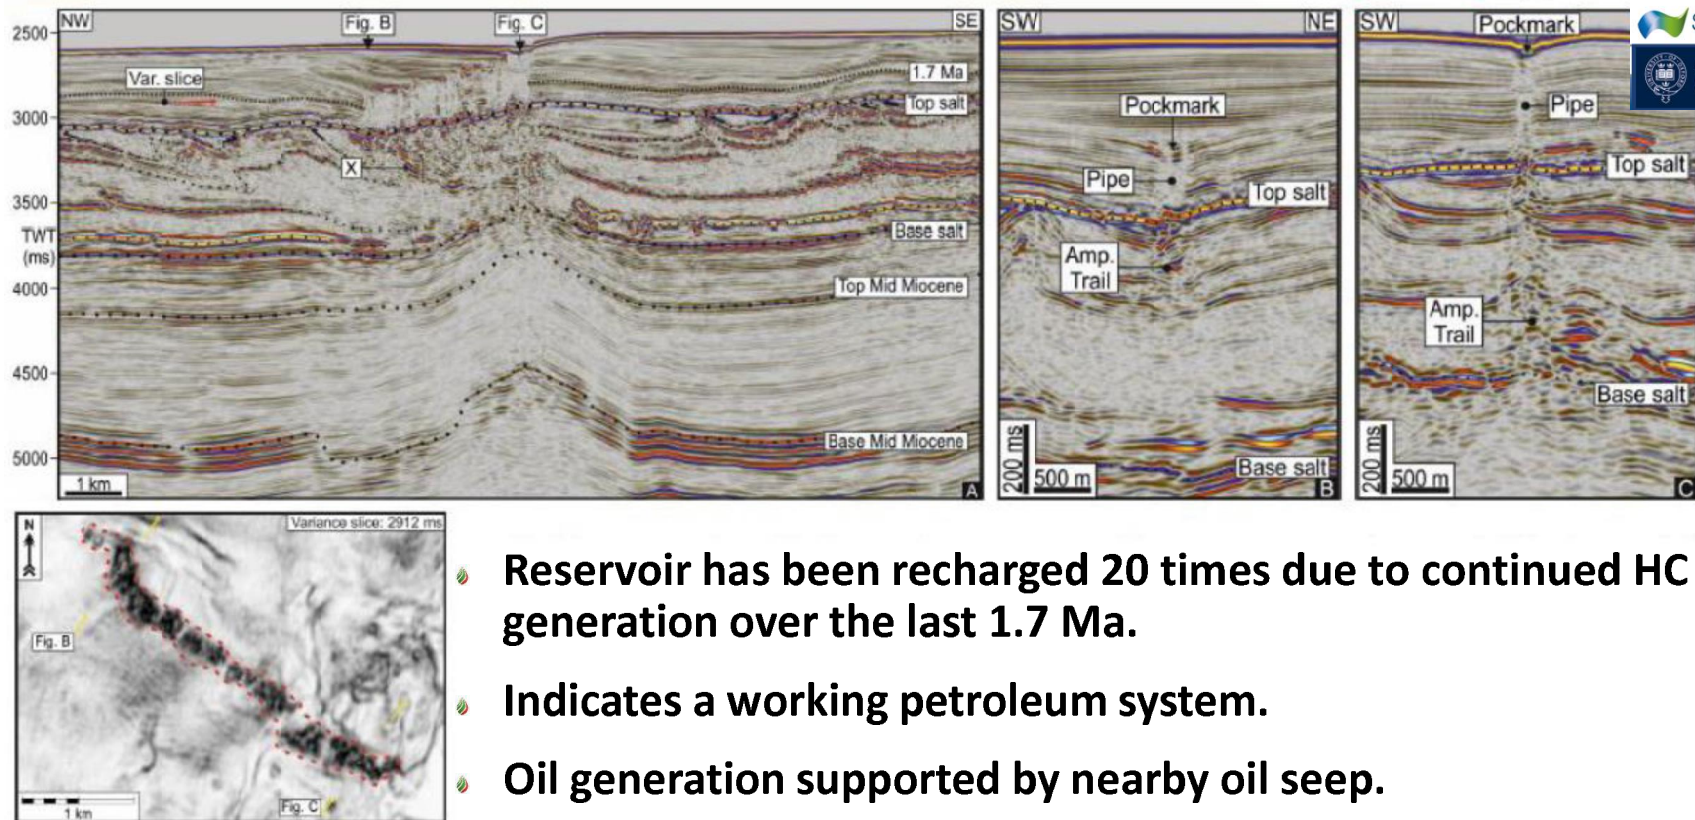 NW
Fig. B
Fig. C
SE
2500
3000
3500
TWT
(ms)
4000
4500
5000
Var. slice
1.7 Ma
Top salt
X
Base salt
Top Mid Miocene
Base Mid Miocene
1 km
A
SW
NE
Pockmark
Pipe
Top salt
Amp.
Trail
Base salt
200 ms
500 m
B
SW
Pockmark
Pipe
Top salt
Amp.
Trail
Base salt
200 ms
500 m
C
S
N
Variance slice: 2912 ms
Fig. B
Fig. C
1 km
Reservoir has been recharged 20 times due to continued HC
generation over the last 1.7 Ma.
Indicates a working petroleum system.
Oil generation supported by nearby oil seep.